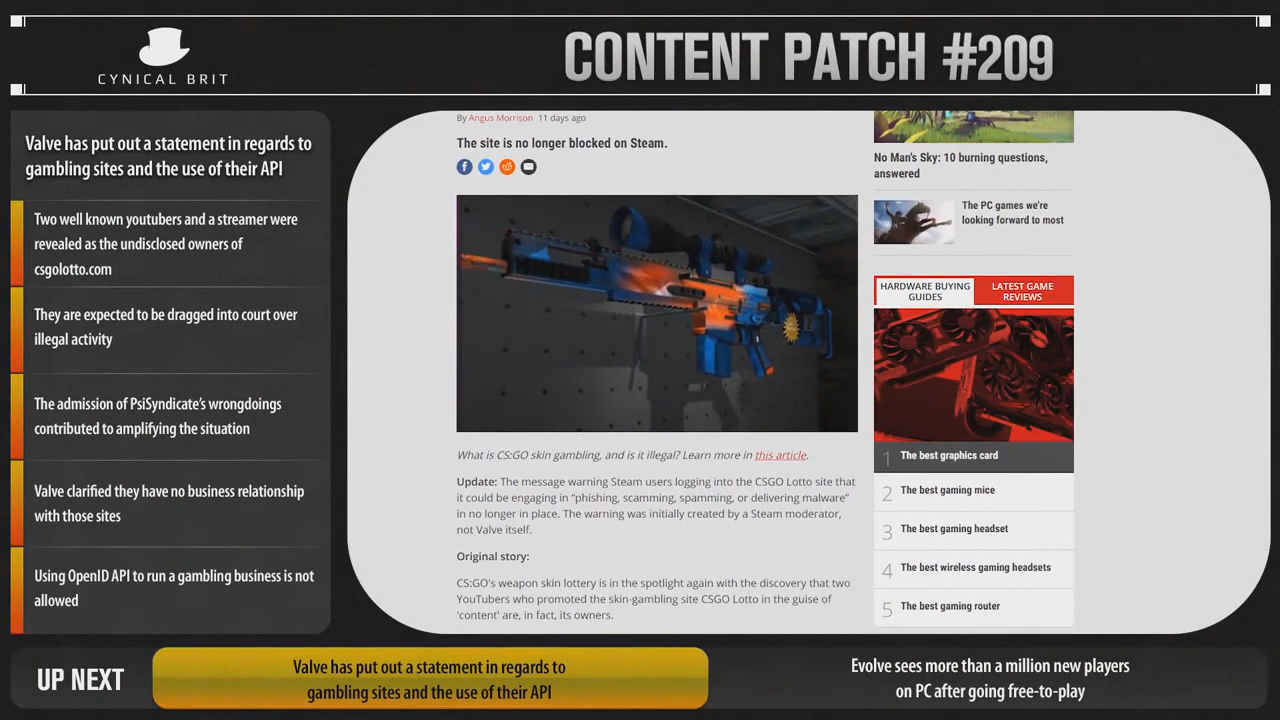 CYNICAL BRIT
CONTENT PATCH #209
Valve has put out a statement in regards to
gambling sites and the use of their API
Two well known youtubers and a streamer were
revealed as the undisclosed owners of
csgolotto.com
They are expected to be dragged into court over
illegal activity
The admission of PsiSyndicate's wrongdoings
contributed to amplifying the situation
Valve clarified they have no business relationship
with those sites
Using OpenID API to run a gambling business is not
allowed
By Angus Morrison 11 days ago
The site is no longer blocked on Steam.
What is CS:GO skin gambling, and is it illegal? Learn more in this article.
Update: The message warning Steam users logging into the CSGO Lotto site that
it could be engaging in "phishing, scamming, spamming, or delivering malware"
in no longer in place. The warning was initially created by a Steam moderator,
not Valve itself.
Original story:
CS:GO's weapon skin lottery is in the spotlight again with the discovery that two
YouTubers who promoted the skin-gambling site CSGO Lotto in the guise of
'content' are, in fact, its owners.
No Man's Sky: 10 burning questions,
answered
The PC games we're
looking forward to most
HARDWARE BUYING
GUIDES
LATEST GAME
REVIEWS
1 The best graphics card
2 The best gaming mice
3 The best gaming headset
4 The best wireless gaming headsets
5 The best gaming router
UP NEXT
Valve has put out a statement in regards to
gambling sites and the use of their API
Evolve sees more than a million new players
on PC after going free-to-play